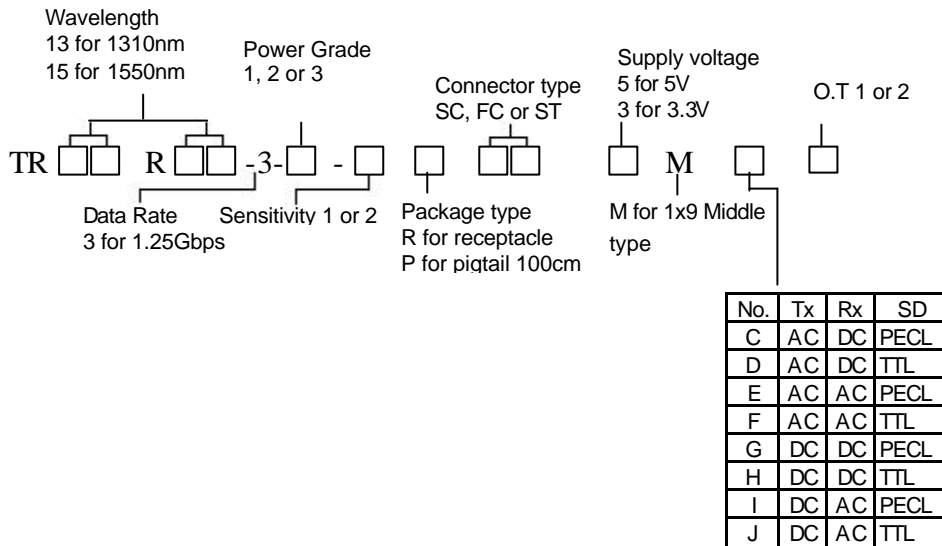 Wavelength
13 for 1310nm
15 for 1550nm
Power Grade
1, 2 or 3
Connector type
SC, FC or ST
Supply voltage
5 for 5V
3 for 3.3V
O.T 1 or 2
TR R -3- - M
Data Rate
3 for 1.25Gbps
Sensitivity 1 or 2
Package type
R for receptacle
P for pigtail 100cm
M for 1x9 Middle
type
No. Tx Rx SD
C AC DC PECL
D AC DC TTL
E AC AC PECL
F AC AC TTL
G DC DC PECL
H DC DC TTL
I DC AC PECL
J DC AC TTL